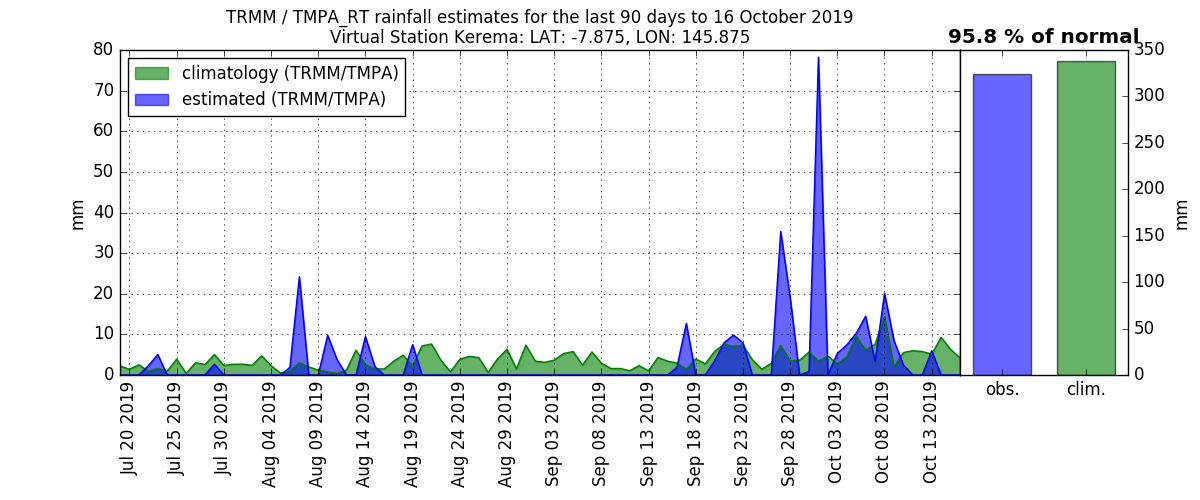 TRMM / TMPA_RT rainfall estimates for the last 90 days to 16 October 2019
Virtual Station Kerema: LAT: -7.875, LON: 145.875
95.8 % of normal
climatology (TRMM/TMPA)
estimated (TRMM/TMPA)
80
70
60
50
40
30
20
10
0
mm
Jul 20 2019
Jul 25 2019
Jul 30 2019
Aug 04 2019
Aug 09 2019
Aug 14 2019
Aug 19 2019
Aug 24 2019
Aug 29 2019
Sep 03 2019
Sep 08 2019
Sep 13 2019
Sep 18 2019
Sep 23 2019
Sep 28 2019
Oct 03 2019
Oct 08 2019
Oct 13 2019
350
300
250
200
150
100
50
0
mm
obs.
clim.